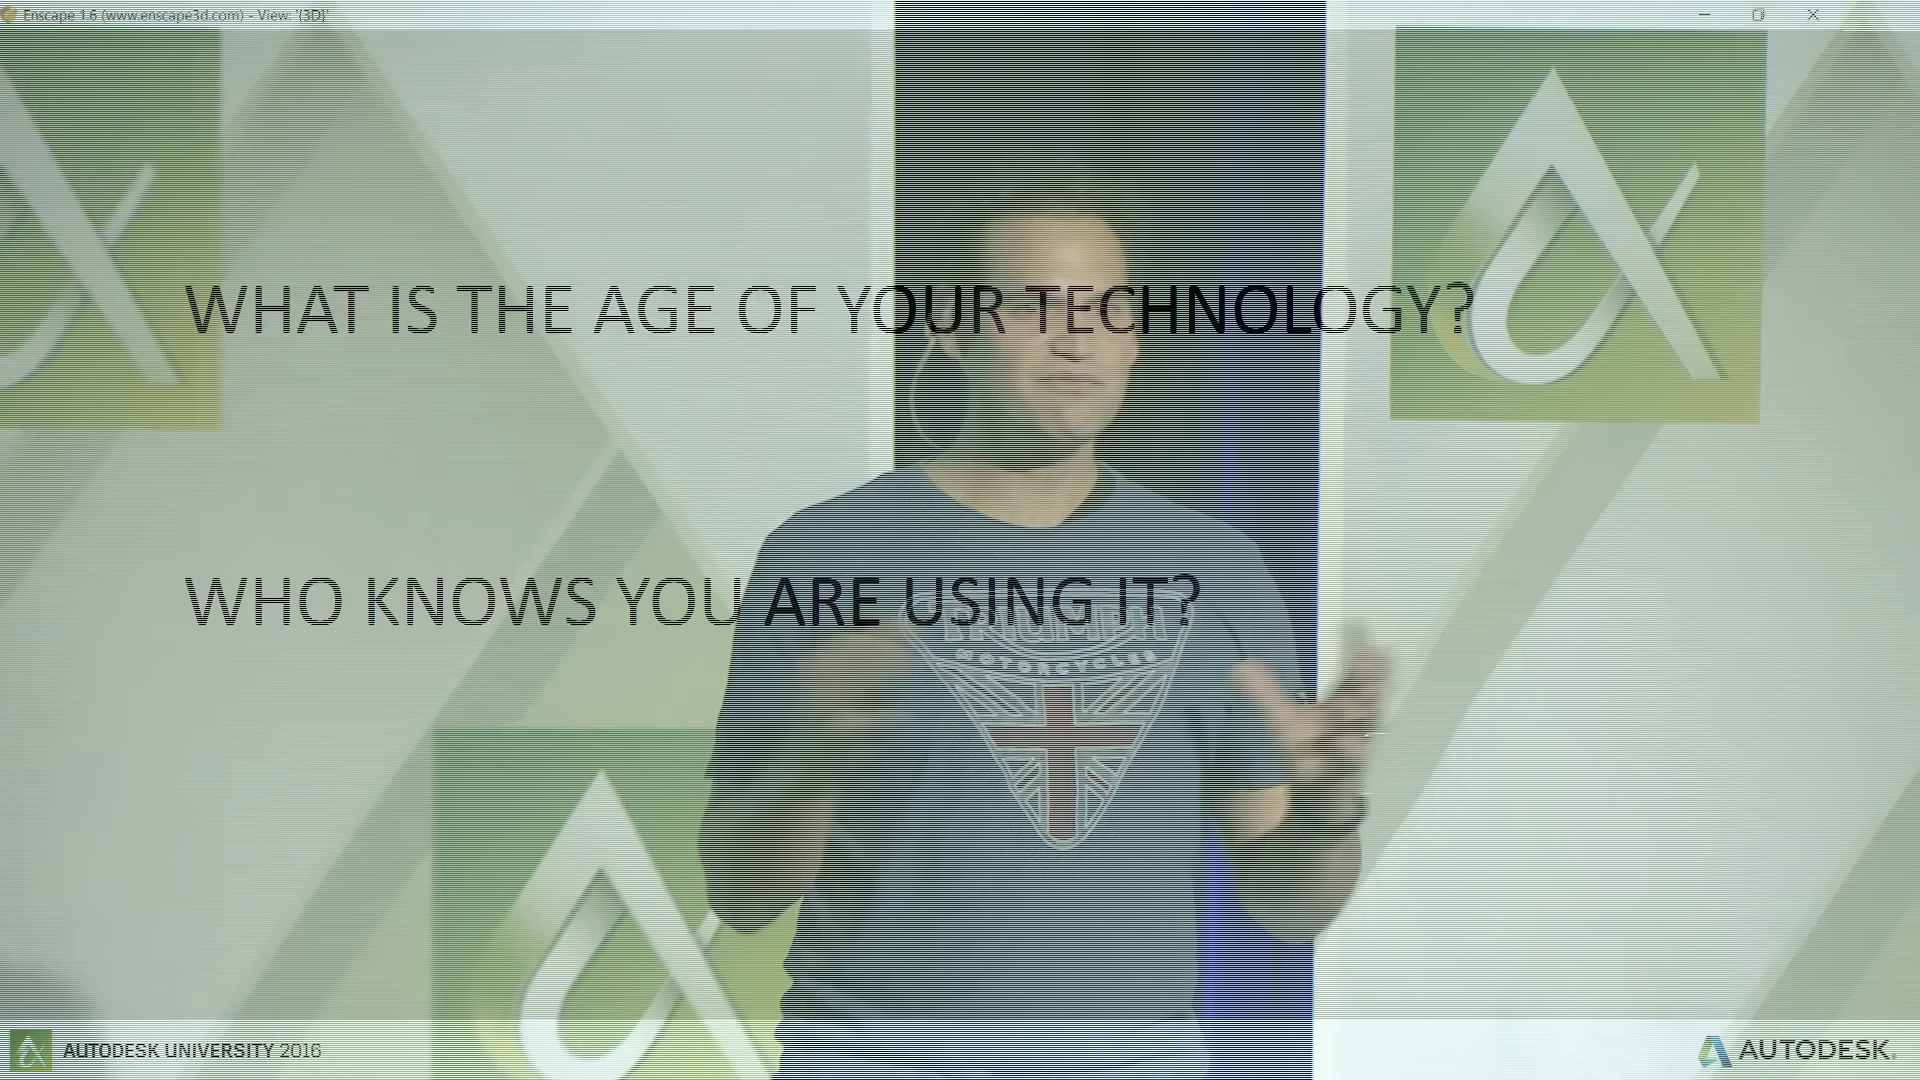 Enscape 1.6 (www.enscape3d.com) - View: '{3D}'
WHAT IS THE AGE OF YOUR TECHNOLOGY?
WHO KNOWS YOU ARE USING IT?
TRIUMPH
MOTORCYCLES
AUTODESK UNIVERSITY 2016
AUTODESK.